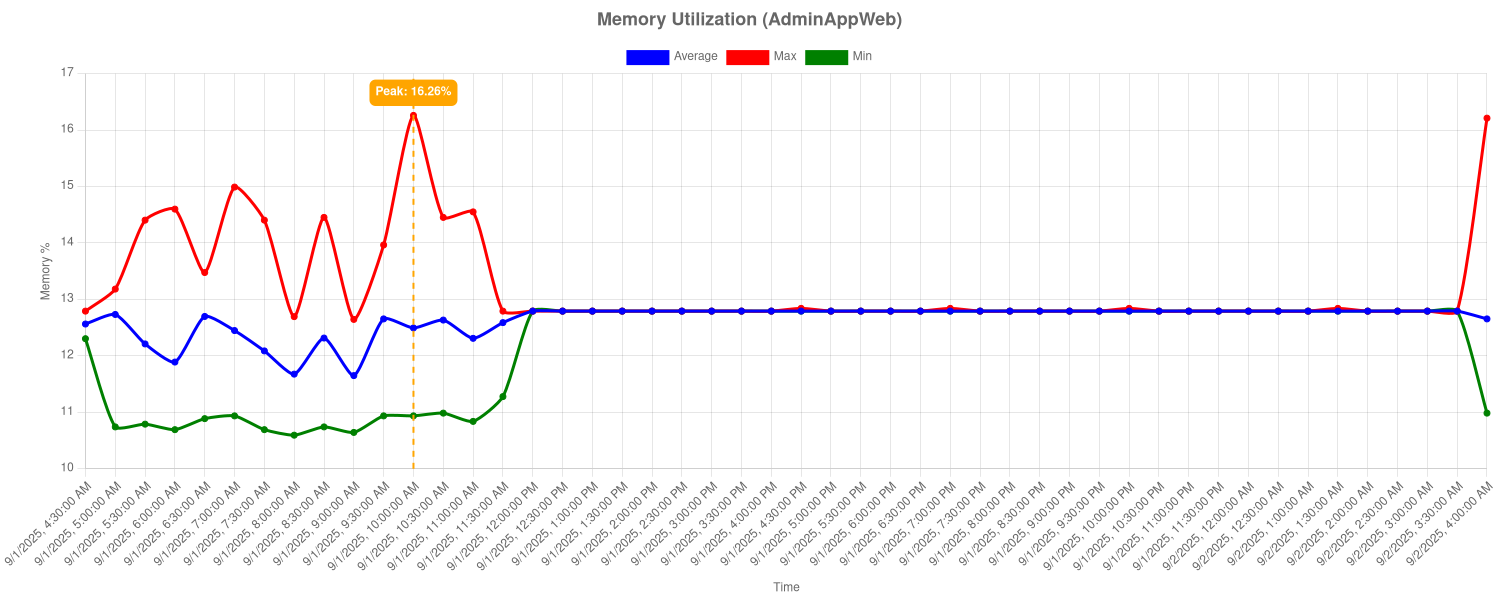 Memory Utilization (AdminAppWeb)
Average
Max
Min
Peak: 16.26%
17
16
15
14
13
12
11
10
Memory %
9/1/2025, 4:30:00 AM
9/1/2025, 5:00:00 AM
9/1/2025, 5:30:00 AM
9/1/2025, 6:00:00 AM
9/1/2025, 6:30:00 AM
9/1/2025, 7:00:00 AM
9/1/2025, 7:30:00 AM
9/1/2025, 8:00:00 AM
9/1/2025, 8:30:00 AM
9/1/2025, 9:00:00 AM
9/1/2025, 9:30:00 AM
9/1/2025, 10:00:00 AM
9/1/2025, 10:30:00 AM
9/1/2025, 11:00:00 AM
9/1/2025, 11:30:00 AM
9/1/2025, 12:00:00 PM
9/1/2025, 12:30:00 PM
9/1/2025, 1:00:00 PM
9/1/2025, 1:30:00 PM
9/1/2025, 2:00:00 PM
9/1/2025, 2:30:00 PM
9/1/2025, 3:00:00 PM
9/1/2025, 3:30:00 PM
9/1/2025, 4:00:00 PM
9/1/2025, 4:30:00 PM
9/1/2025, 5:00:00 PM
9/1/2025, 5:30:00 PM
9/1/2025, 6:00:00 PM
9/1/2025, 6:30:00 PM
9/1/2025, 7:00:00 PM
9/1/2025, 7:30:00 PM
9/1/2025, 8:00:00 PM
9/1/2025, 8:30:00 PM
9/1/2025, 9:00:00 PM
9/1/2025, 9:30:00 PM
9/1/2025, 10:00:00 PM
9/1/2025, 10:30:00 PM
9/1/2025, 11:00:00 PM
9/1/2025, 11:30:00 PM
9/2/2025, 12:00:00 AM
9/2/2025, 12:30:00 AM
9/2/2025, 1:00:00 AM
9/2/2025, 1:30:00 AM
9/2/2025, 2:00:00 AM
9/2/2025, 2:30:00 AM
9/2/2025, 3:00:00 AM
9/2/2025, 3:30:00 AM
9/2/2025, 4:00:00 AM
Time